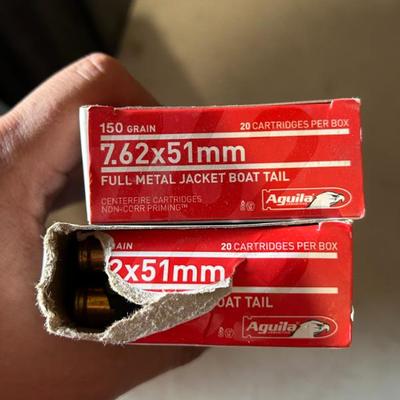 150 GRAIN
20 CARTRIDGES PER BOX
7.62x51mm
FULL METAL JACKET BOAT TAIL
CENTERFIRE CARTRIDGES
NON-CORR PRIMING™
Aguila
AIN
20 CARTRIDGES PER BOX
2x51mm
BOAT TAIL
Aguila